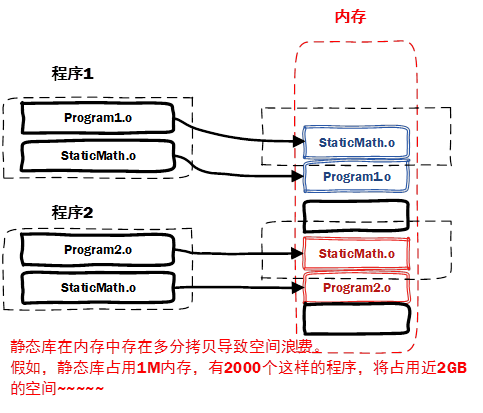 内存
程序1
Program1.o
StaticMath.o
StaticMath.o
Program1.o
程序2
Program2.o
StaticMath.o
StaticMath.o
Program2.o
静态库在内存中存在多分拷贝导致空间浪费。
假如，静态库占用1M内存，有2000个这样的程序，将占用近2GB
的空间~~~~~